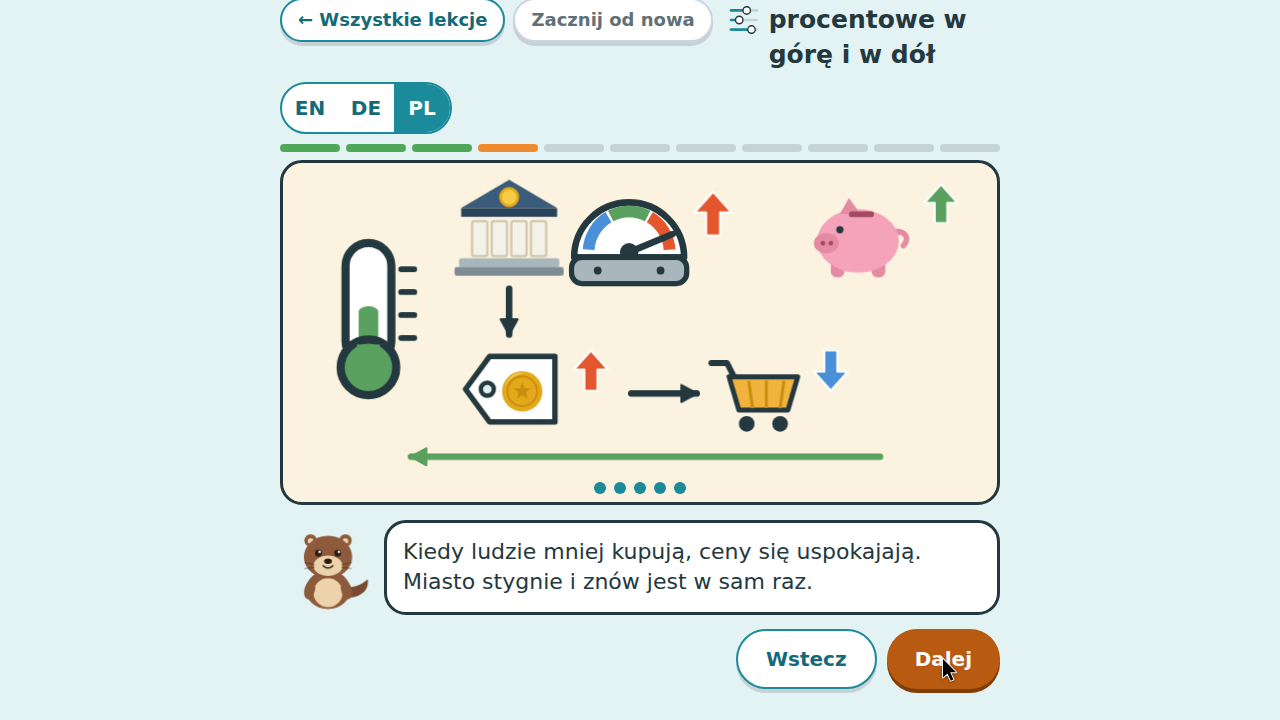 ← Wszystkie lekcje
Zacznij od nowa
procentowe w
górę i w dół
EN DE PL
Kiedy ludzie mniej kupują, ceny się uspokajają.
Miasto stygnie i znów jest w sam raz.
Wstecz
Dalej